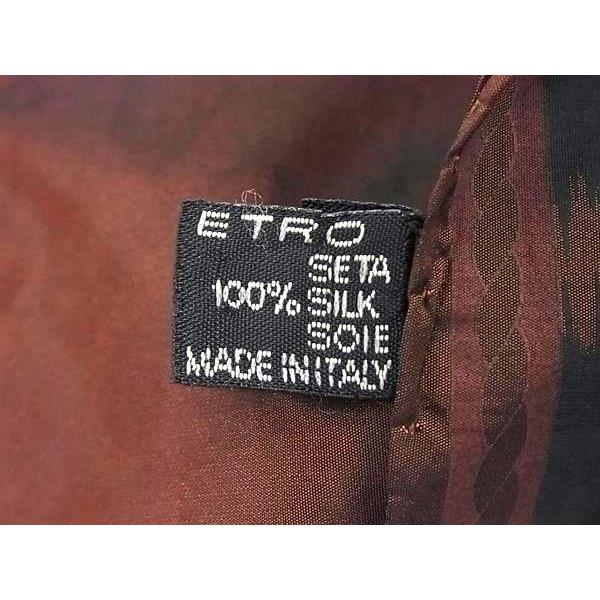 ETRO
SETA
100% SILK
SOIE
MADE IN ITALY